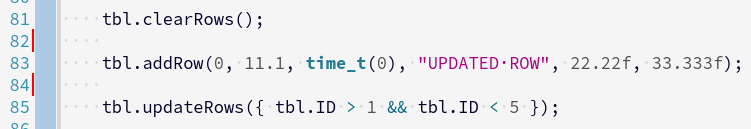 81 tbl.clearRows();
82
83 tbl.addRow(0, 11.1, time_t(0), "UPDATED·ROW", 22.22f, 33.333f);
84
85 tbl.updateRows({ tbl.ID > 1 && tbl.ID < 5 });